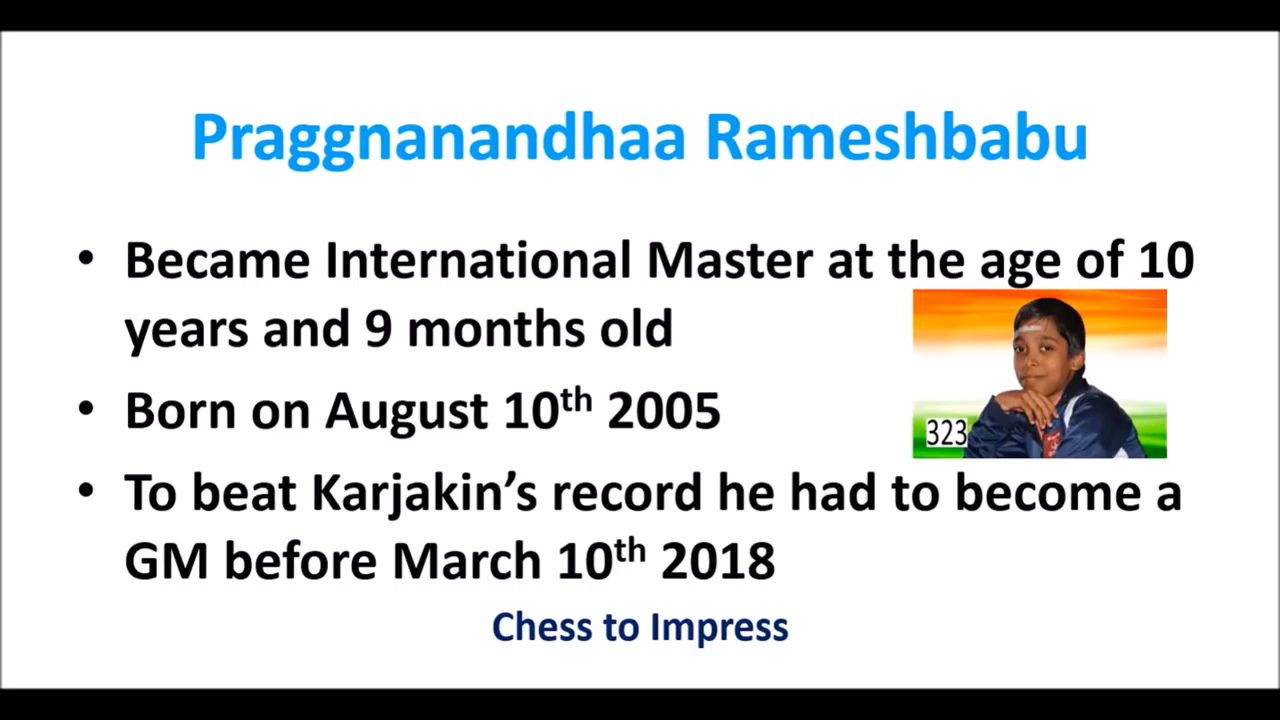 Praggnanandhaa Rameshbabu
• Became International Master at the age of 10
years and 9 months old
• Born on August 10th 2005
323
• To beat Karjakin’s record he had to become a
GM before March 10th 2018
Chess to Impress